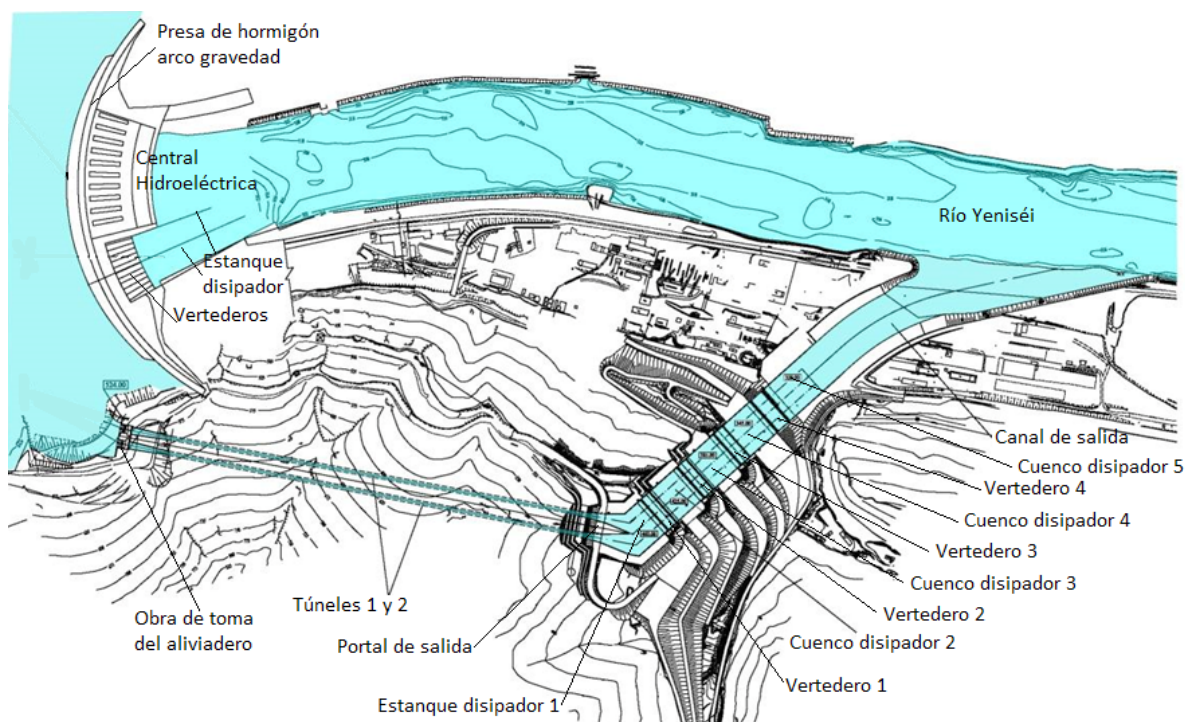 Presa de hormigón
arco gravedad
Central
Hidroeléctrica
Río Yeniséi
Estanque
disipador
Vertederos
124.00
Canal de salida
Cuenco disipador 5
Vertedero 4
Cuenco disipador 4
Vertedero 3
Cuenco disipador 3
Vertedero 2
Cuenco disipador 2
Vertedero 1
Túneles 1 y 2
Obra de toma
del aliviadero
Portal de salida
Estanque disipador 1